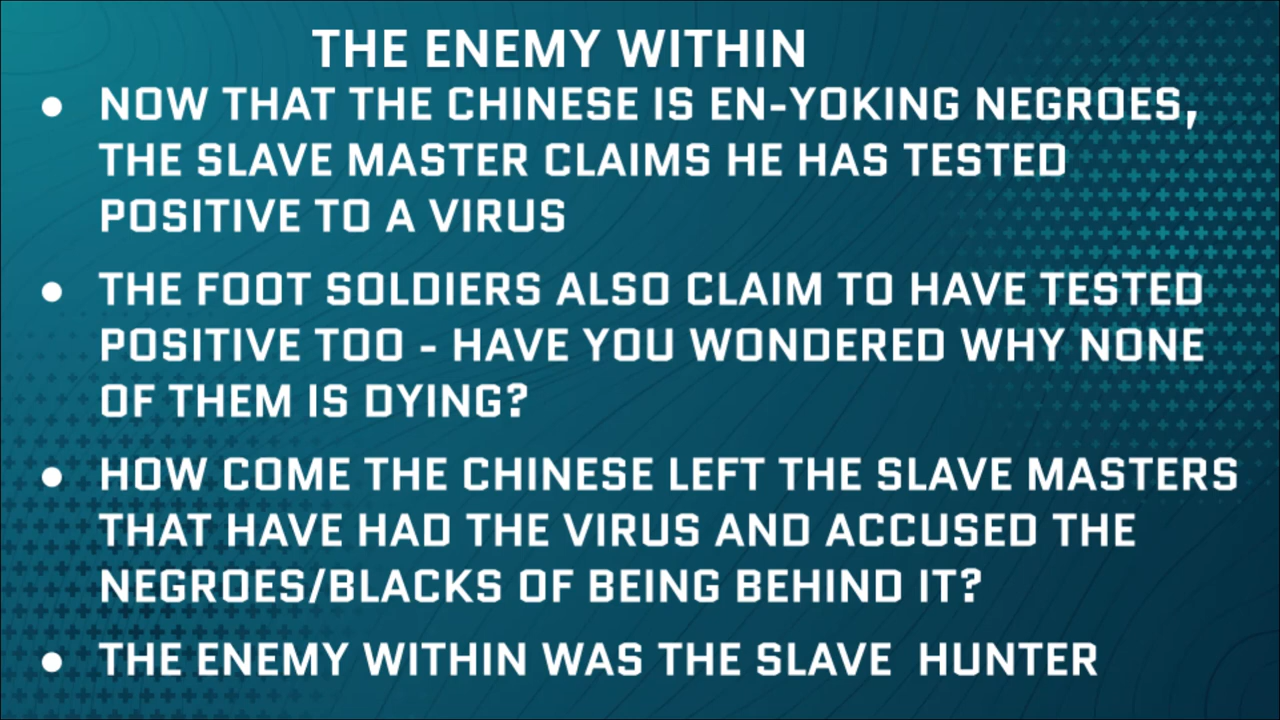 THE ENEMY WITHIN
● NOW THAT THE CHINESE IS EN-YOKING NEGROES,
THE SLAVE MASTER CLAIMS HE HAS TESTED
POSITIVE TO A VIRUS
● THE FOOT SOLDIERS ALSO CLAIM TO HAVE TESTED
POSITIVE TOO - HAVE YOU WONDERED WHY NONE
OF THEM IS DYING?
● HOW COME THE CHINESE LEFT THE SLAVE MASTERS
THAT HAVE HAD THE VIRUS AND ACCUSED THE
NEGROES/BLACKS OF BEING BEHIND IT?
● THE ENEMY WITHIN WAS THE SLAVE  HUNTER